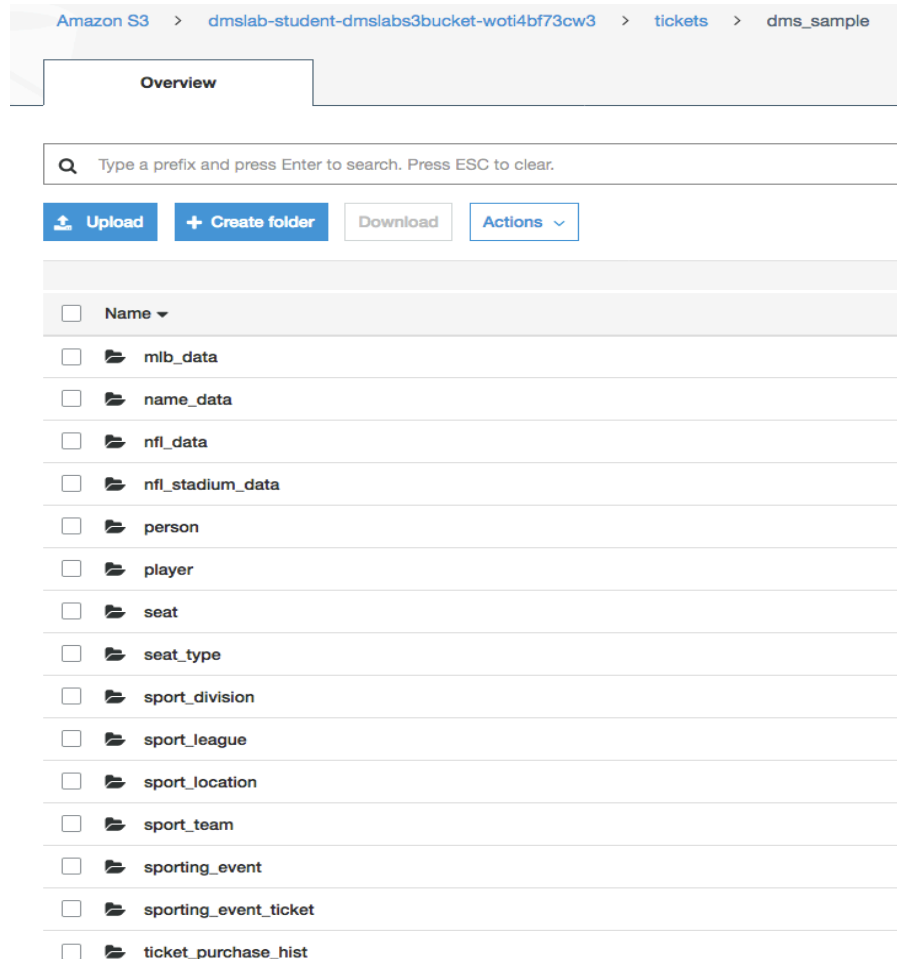 Amazon S3 > dmslab-student-dmslabs3bucket-woti4bf73cw3 > tickets > dms_sample
Overview
Type a prefix and press Enter to search. Press ESC to clear.
Upload + Create folder Download Actions
Name
mlb_data
name_data
nfl_data
nfl_stadium_data
person
player
seat
seat_type
sport_division
sport_league
sport_location
sport_team
sporting_event
sporting_event_ticket
ticket_purchase_hist